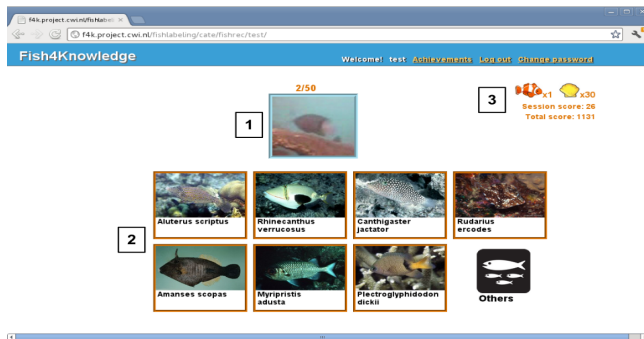 f4k.project.cwi.nl/fishlabel
f4k.project.cwi.nl/fishlabeling/cate/fishrec/test/
Fish4Knowledge
Welcome! test Achievements Log out Change password
2/50
1
3
x1 x30
Session score: 26
Total score: 1131
2
Aluterus scriptus
Rhinecanthus
verrucosus
Canthigaster
jactator
Rudarius
ercodes
Amanses scopas
Myripristis
adusta
Plectroglyphidodon
dickii
Others